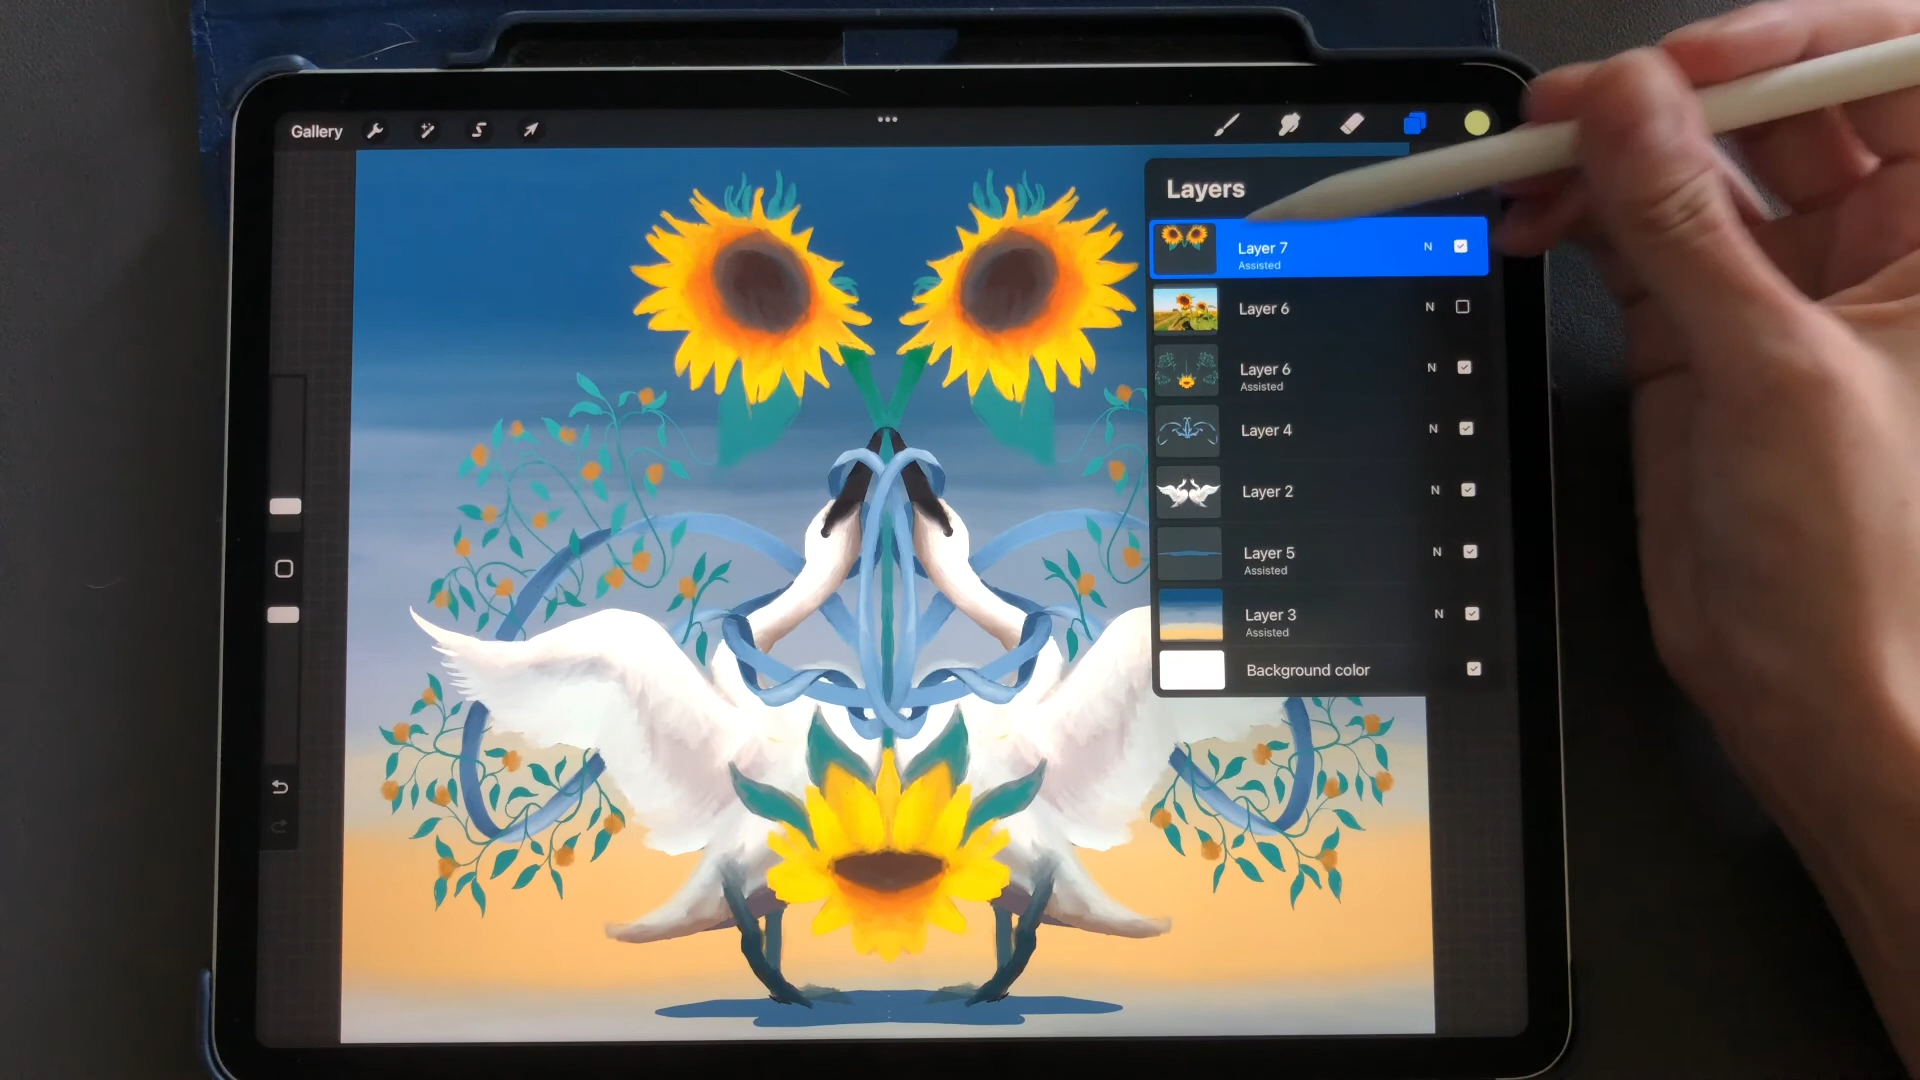 Gallery
Layers
Layer 7 N
Assisted
Layer 6 N
Layer 6 N
Assisted
Layer 4 N
Layer 2 N
Layer 5 N
Assisted
Layer 3 N
Assisted
Background color